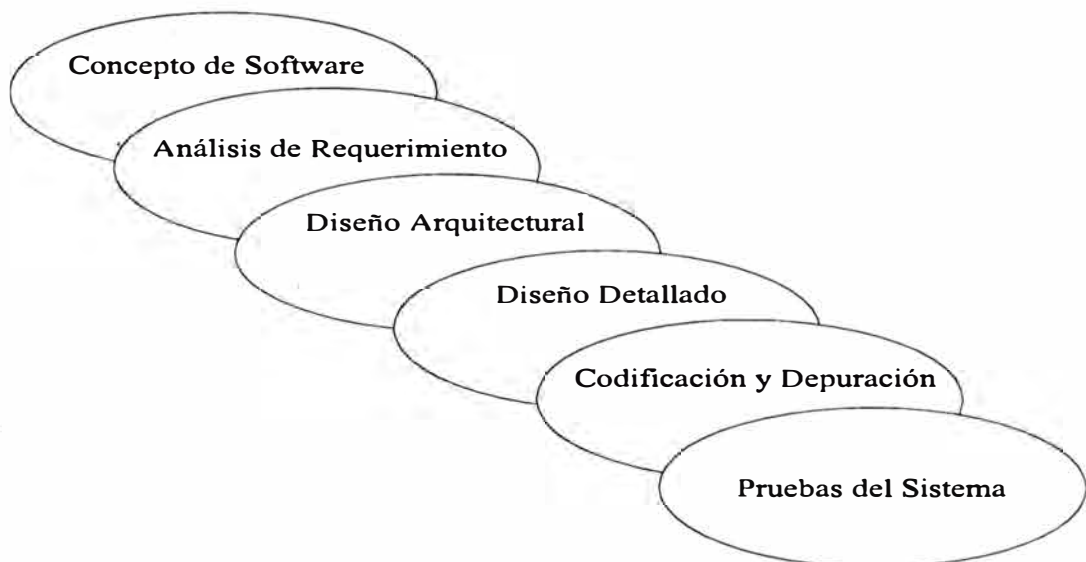 Concepto de Software
Análisis de Requerimiento
Diseño Arquitectural
Diseño Detallado
Codificación y Depuración
Pruebas del Sistema